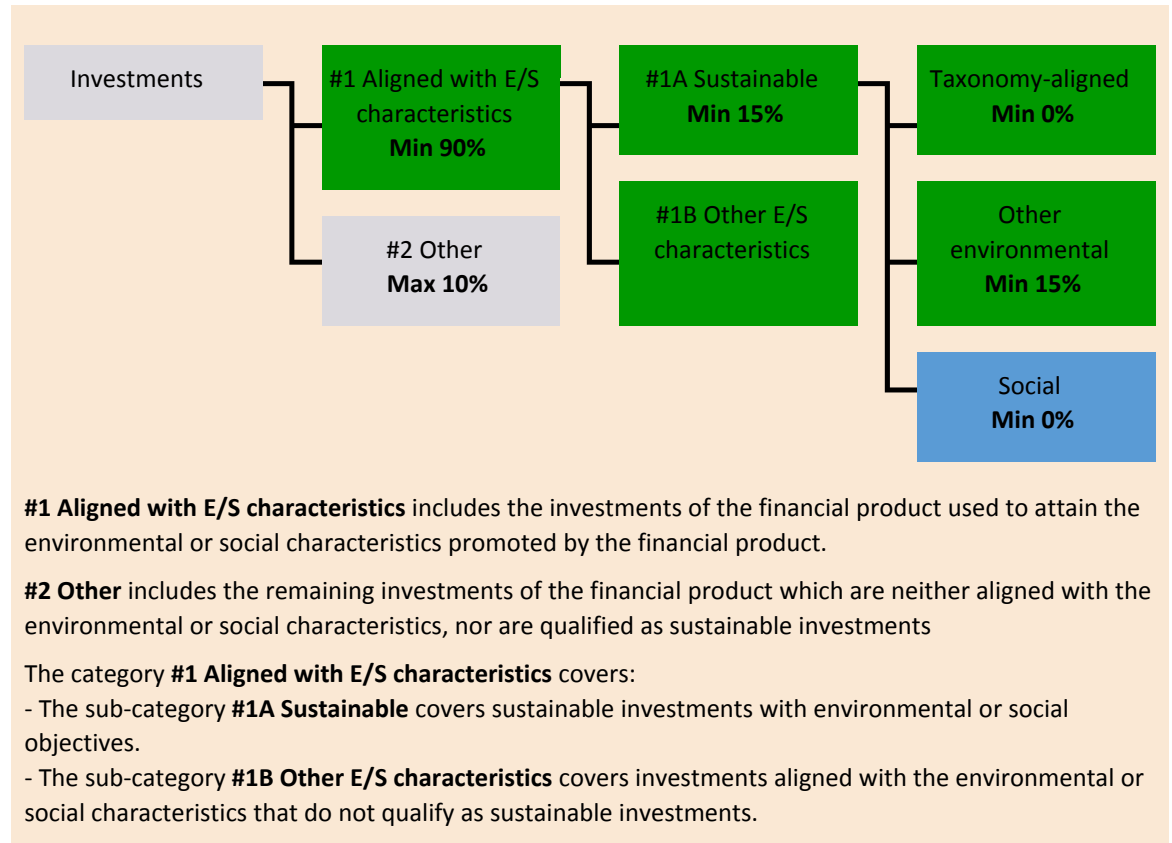 Investments
#1 Aligned with E/S
characteristics
Min 90%
#2 Other
Max 10%
#1A Sustainable
Min 15%
#1B Other E/S
characteristics
Taxonomy-aligned
Min 0%
Other
environmental
Min 15%
Social
Min 0%
#1 Aligned with E/S characteristics includes the investments of the financial product used to attain the
environmental or social characteristics promoted by the financial product.
#2 Other includes the remaining investments of the financial product which are neither aligned with the
environmental or social characteristics, nor are qualified as sustainable investments
The category #1 Aligned with E/S characteristics covers:
- The sub-category #1A Sustainable covers sustainable investments with environmental or social
objectives.
- The sub-category #1B Other E/S characteristics covers investments aligned with the environmental or
social characteristics that do not qualify as sustainable investments.